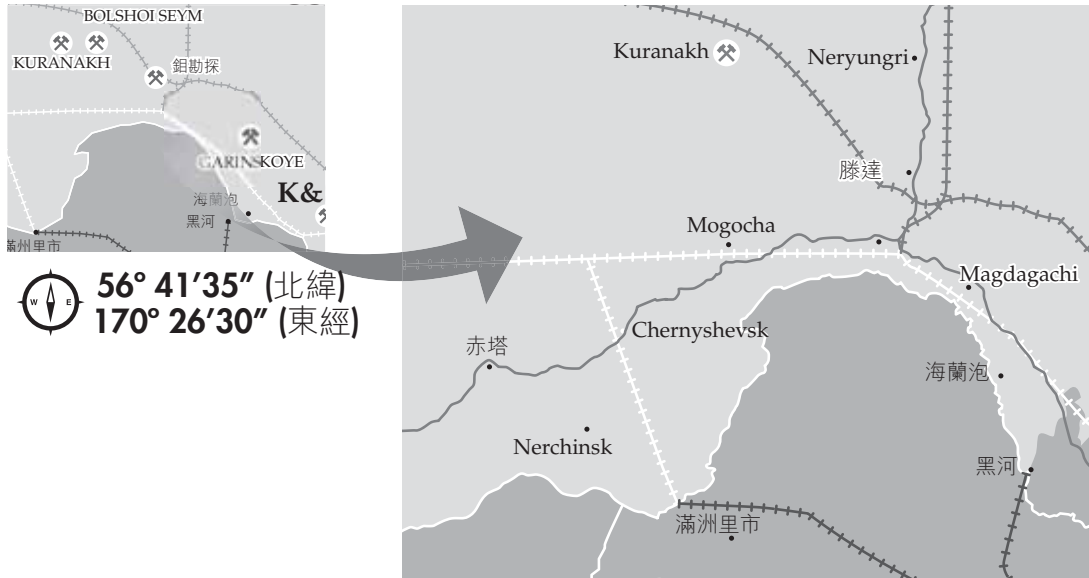 BOLSHOI SEYM
KURANAKH
鉬勘探
GARINSKOYE
K&
海蘭泡
黑河
滿州里市
W E
56° 41’35” (北緯)
170° 26’30” (東經)
Kuranakh
Neryungri
滕達
Mogocha
Magdagachi
Chernyshevsk
赤塔
海蘭泡
Nerchinsk
黑河
滿洲里市